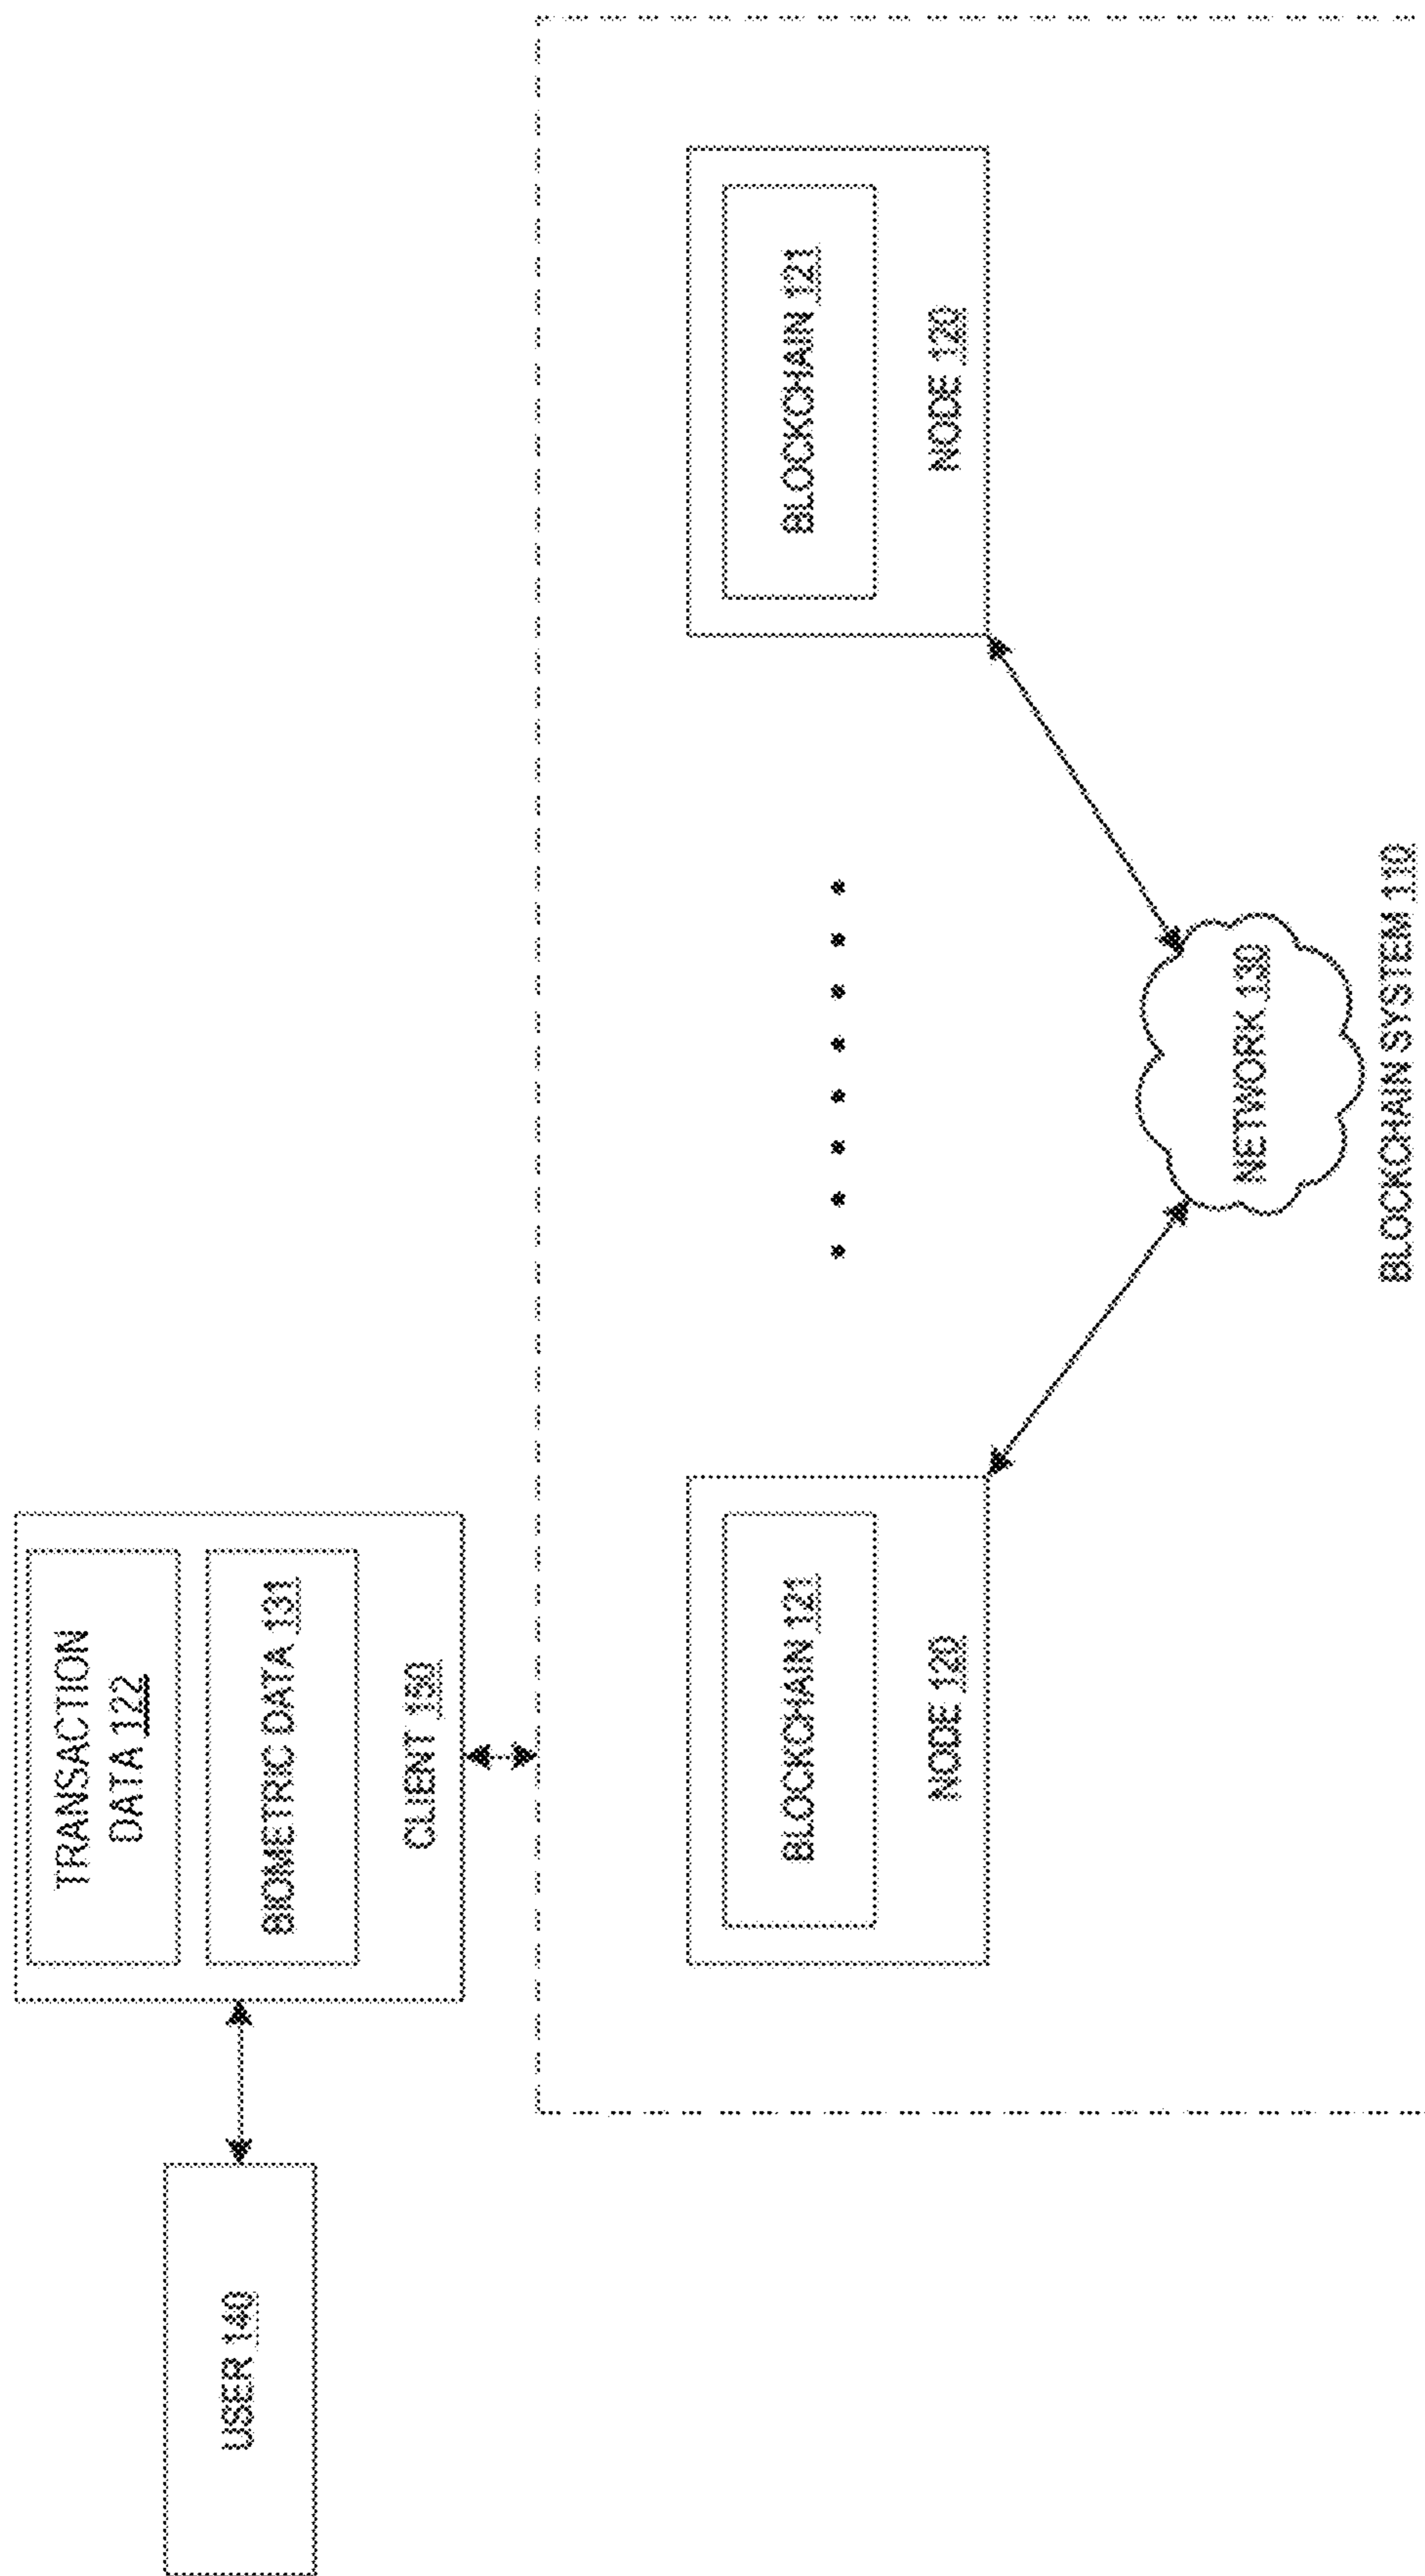 USER 140
TRANSACTION
DATA 122
BIOMETRIC DATA 131
CLIENT 150
BLOCKCHAIN 121
NODE 120
BLOCKCHAIN 121
NODE 120
NETWORK 130
BLOCKCHAIN SYSTEM 110